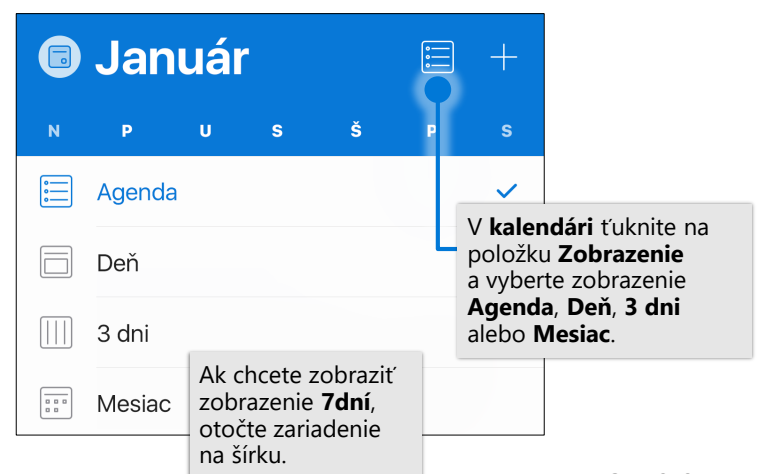 Január
N P U S Š P S
Agenda
Deň
3 dni
Mesiac
V kalendári ťuknite na
položku Zobrazenie
a vyberte zobrazenie
Agenda, Deň, 3 dni
alebo Mesiac.
Ak chcete zobraziť
zobrazenie 7dní,
otočte zariadenie
na šírku.